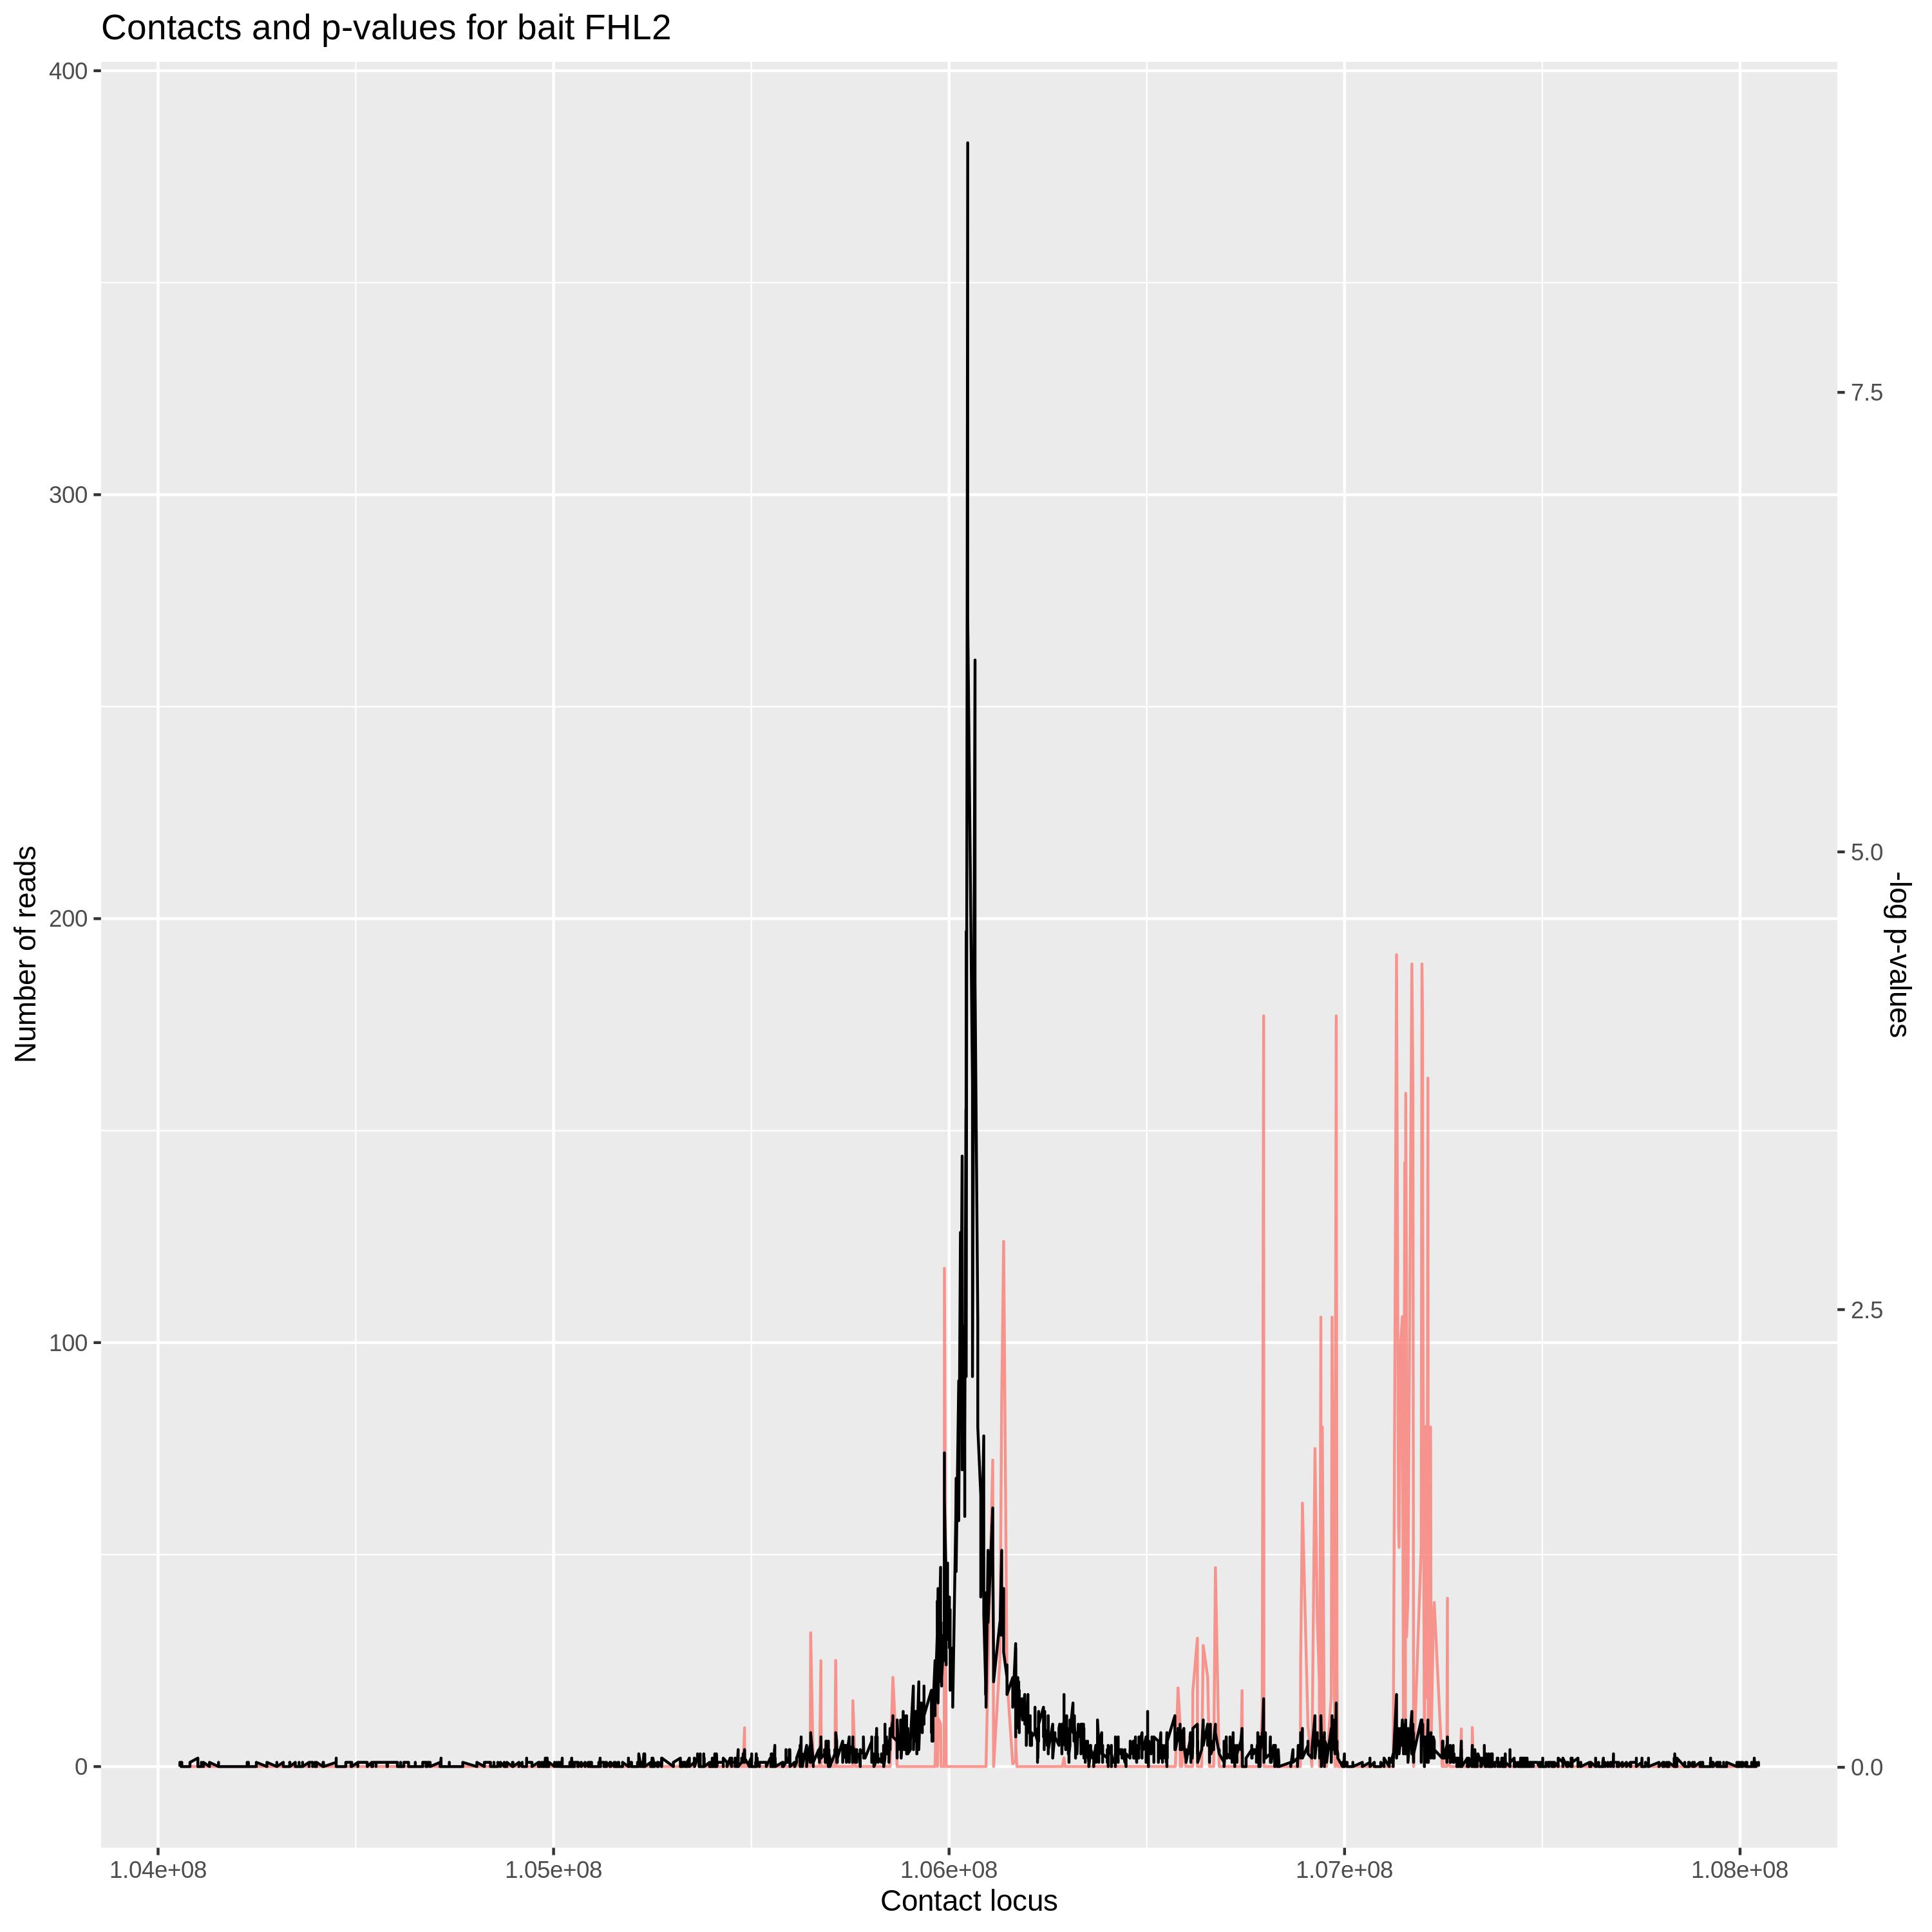 Contacts and p-values for bait FHL2
400
300
200
100
0
Number of reads
7.5
5.0
2.5
0.0
-log p-values
1.04e+08 1.05e+08 1.06e+08 1.07e+08 1.08e+08
Contact locus